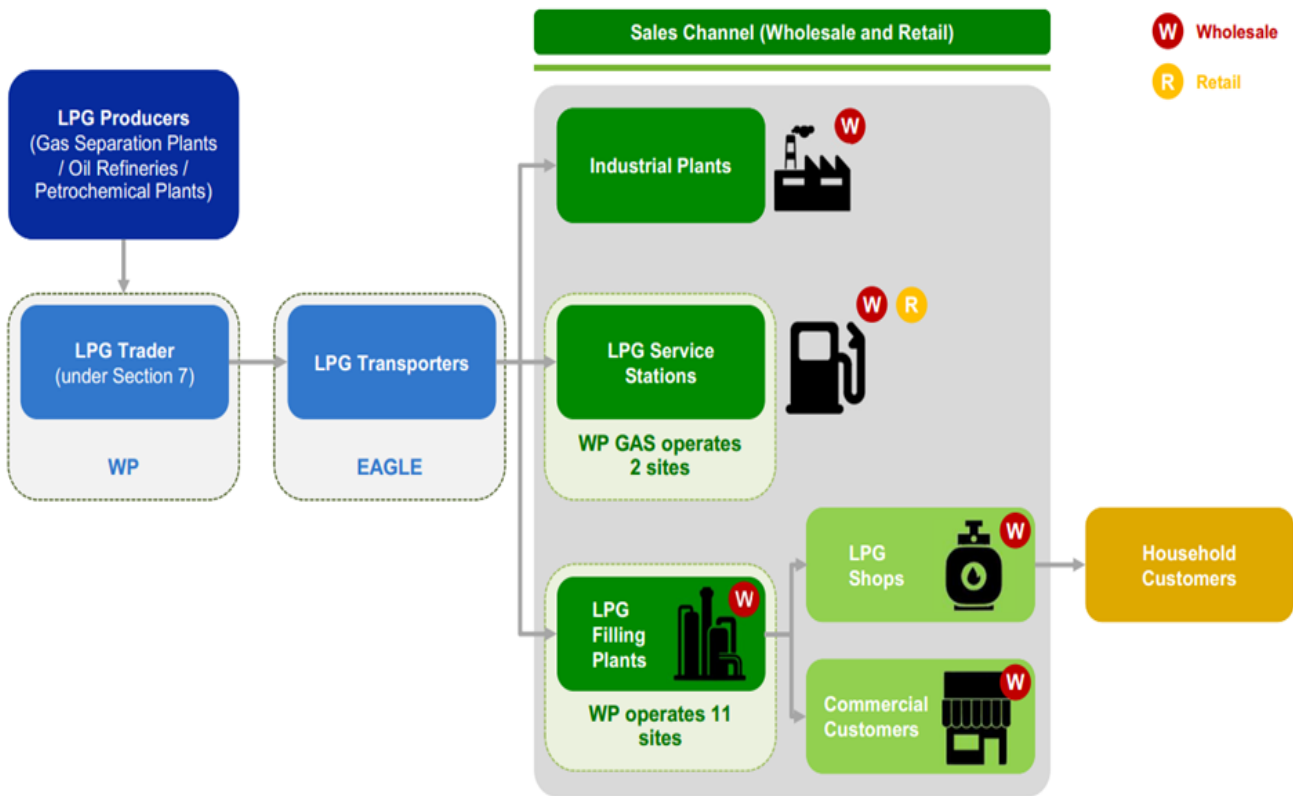 Sales Channel (Wholesale and Retail)
W Wholesale
R Retail
LPG Producers
(Gas Separation Plants
/ Oil Refineries /
Petrochemical Plants)
Industrial Plants
W
LPG Trader
(under Section 7)
WP
LPG Transporters
EAGLE
LPG Service
Stations
WP GAS operates
2 sites
W R
LPG
Filling
Plants
W
WP operates 11
sites
LPG
Shops
W
Commercial
Customers
W
Household
Customers